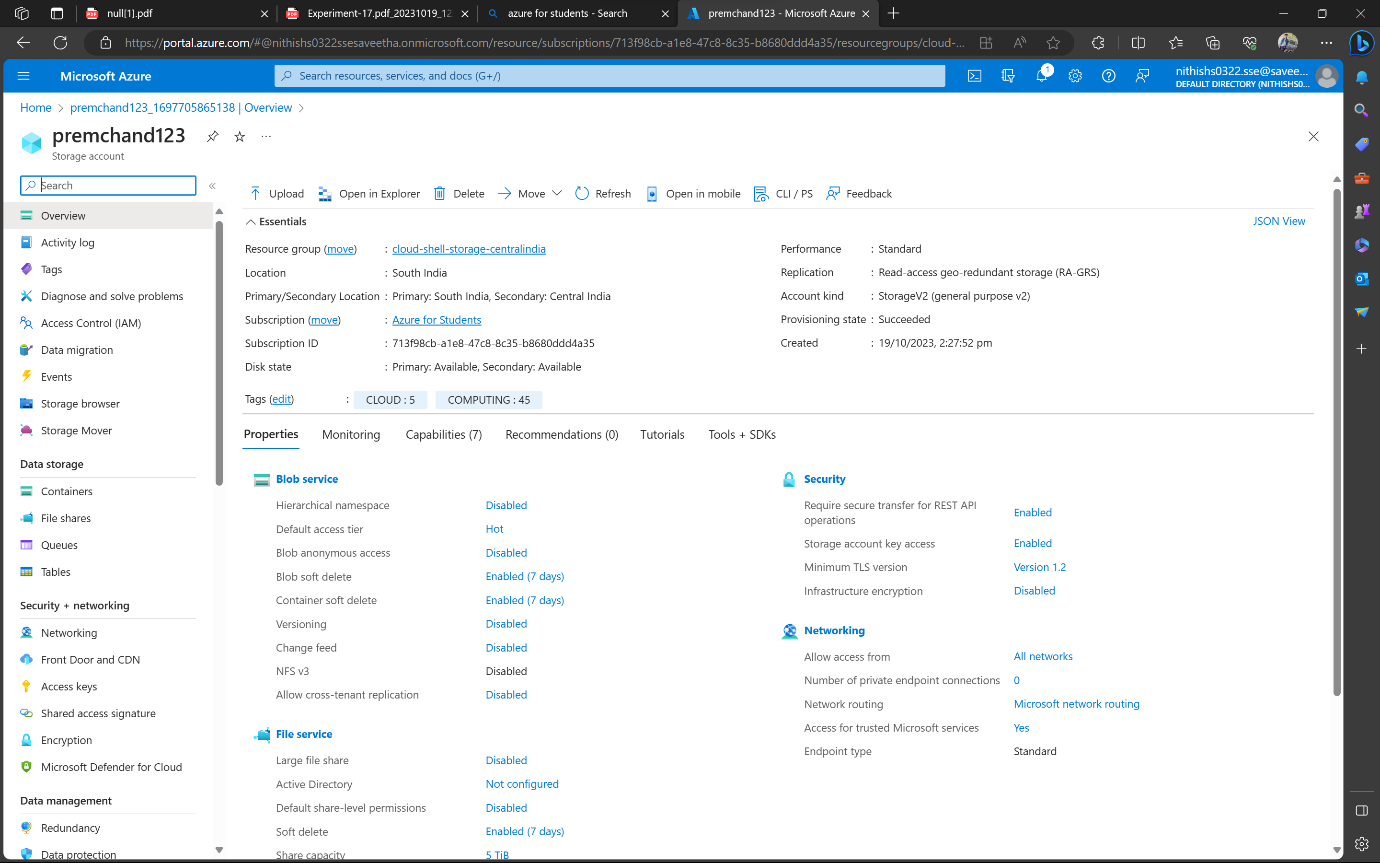 null[1].pdf
Experiment-17.pdf_20231019_12
azure for students - Search
premchand123 - Microsoft Azure
https://portal.azure.com/#@nithishs0322ssesaveetha.onmicrosoft.com/resource/subscriptions/713f98cb-a1e8-47c8-8c35-b8680ddd4a35/resourcegroups/cloud-...
Microsoft Azure
Search resources, services, and docs (G+/)
1
nithishs0322.sse@savee...
DEFAULT DIRECTORY (NITHISHS0...
Home > premchand123_1697705865138 | Overview >
premchand123
Storage account
Search
Overview
Activity log
Tags
Diagnose and solve problems
Access Control (IAM)
Data migration
Events
Storage browser
Storage Mover
Data storage
Containers
File shares
Queues
Tables
Security + networking
Networking
Front Door and CDN
Access keys
Shared access signature
Encryption
Microsoft Defender for Cloud
Data management
Redundancy
Data protection
Upload Open in Explorer Delete Move Refresh Open in mobile CLI / PS Feedback
Essentials
JSON View
Resource group (move) : cloud-shell-storage-centralindia
Location : South India
Primary/Secondary Location : Primary: South India, Secondary: Central India
Subscription (move) : Azure for Students
Subscription ID : 713f98cb-a1e8-47c8-8c35-b8680ddd4a35
Disk state : Primary: Available, Secondary: Available
Performance : Standard
Replication : Read-access geo-redundant storage (RA-GRS)
Account kind : StorageV2 (general purpose v2)
Provisioning state : Succeeded
Created : 19/10/2023, 2:27:52 pm
Tags (edit) : CLOUD : 5 COMPUTING : 45
Properties Monitoring Capabilities (7) Recommendations (0) Tutorials Tools + SDKs
Blob service
Hierarchical namespace Disabled
Default access tier Hot
Blob anonymous access Disabled
Blob soft delete Enabled (7 days)
Container soft delete Enabled (7 days)
Versioning Disabled
Change feed Disabled
NFS v3 Disabled
Allow cross-tenant replication Disabled
File service
Large file share Disabled
Active Directory Not configured
Default share-level permissions Disabled
Soft delete Enabled (7 days)
Share capacity 5 TiB
Security
Require secure transfer for REST API operations Enabled
Storage account key access Enabled
Minimum TLS version Version 1.2
Infrastructure encryption Disabled
Networking
Allow access from All networks
Number of private endpoint connections 0
Network routing Microsoft network routing
Access for trusted Microsoft services Yes
Endpoint type Standard